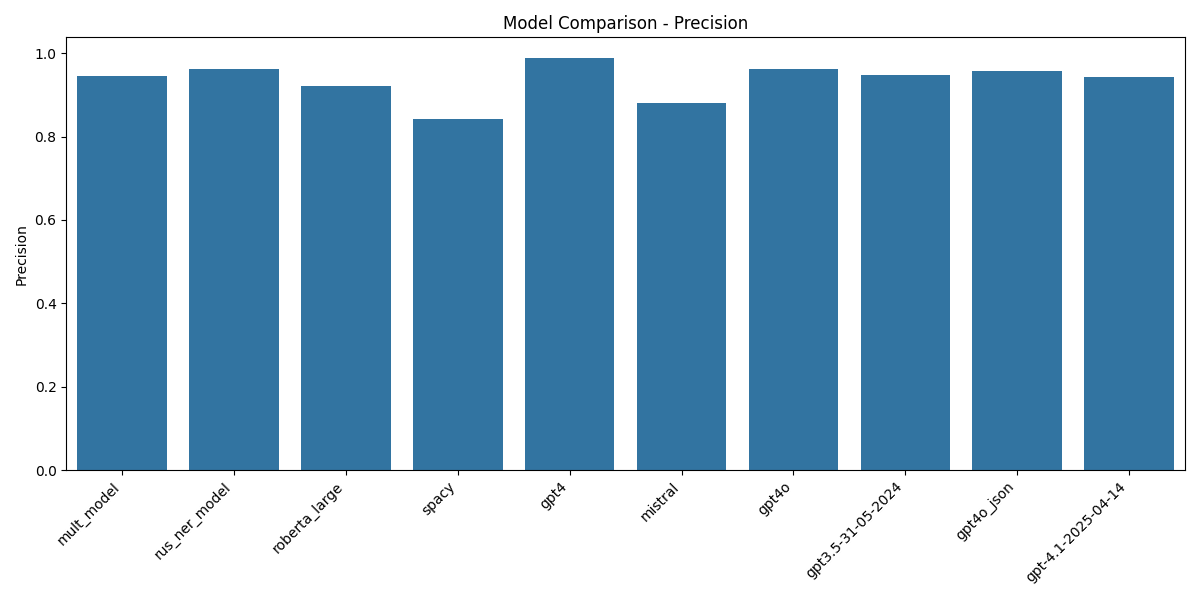 Model Comparison - Precision
Precision
1.0
0.8
0.6
0.4
0.2
0.0
mult_model
rus_ner_model
roberta_large
spacy
gpt4
mistral
gpt4o
gpt3.5-31-05-2024
gpt4o_json
gpt-4.1-2025-04-14